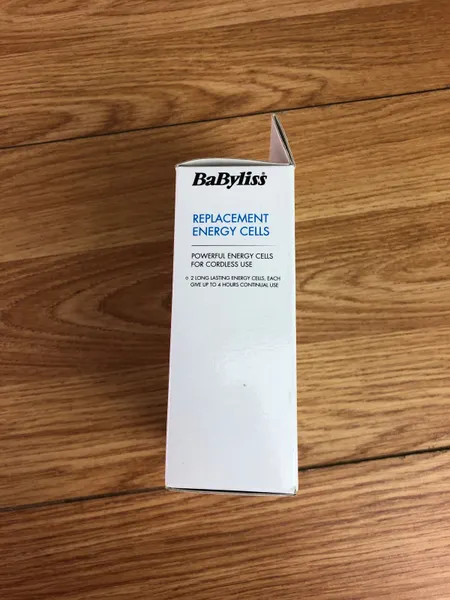 BaByliss
REPLACEMENT
ENERGY CELLS
POWERFUL ENERGY CELLS
FOR CORDLESS USE
2 LONG LASTING ENERGY CELLS, EACH
GIVE UP TO 4 HOURS CONTINUAL USE